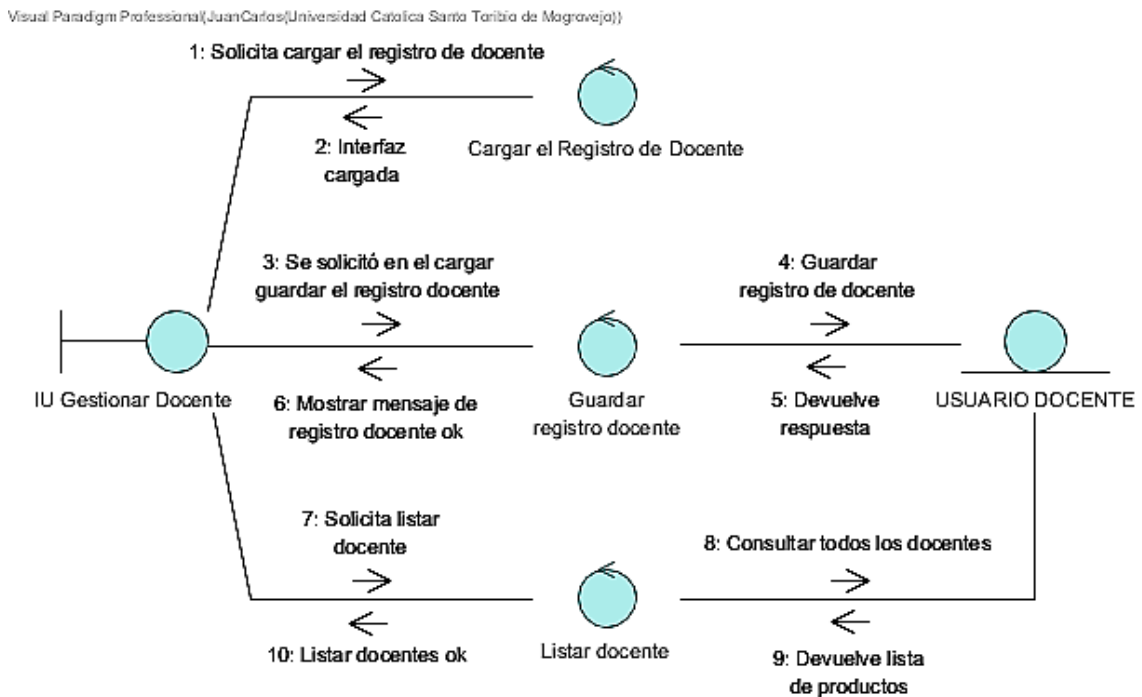 Visual Paradigm Professional(JuanCarlos(Universidad Catolica Santo Toribio de Mogrovejo))
1: Solicita cargar el registro de docente
2: Interfaz
cargada
Cargar el Registro de Docente
3: Se solicitó en el cargar
guardar el registro docente
4: Guardar
registro de docente
IU Gestionar Docente
6: Mostrar mensaje de
registro docente ok
Guardar
registro docente
5: Devuelve
respuesta
USUARIO DOCENTE
7: Solicita listar
docente
8: Consultar todos los docentes
10: Listar docentes ok
Listar docente
9: Devuelve lista
de productos